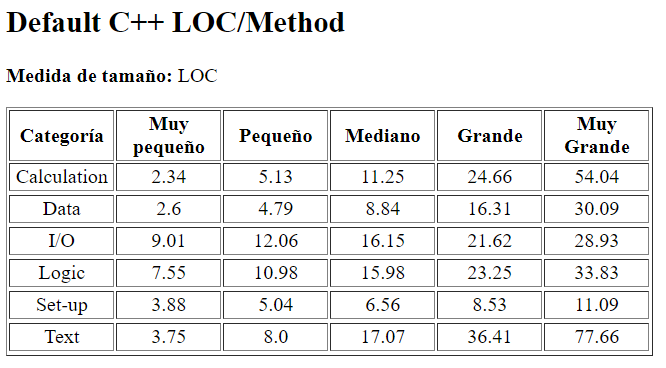 Default C++ LOC/Method
Medida de tamaño: LOC
Categoría Muy pequeño Pequeño Mediano Grande Muy Grande
Calculation 2.34 5.13 11.25 24.66 54.04
Data 2.6 4.79 8.84 16.31 30.09
I/O 9.01 12.06 16.15 21.62 28.93
Logic 7.55 10.98 15.98 23.25 33.83
Set-up 3.88 5.04 6.56 8.53 11.09
Text 3.75 8.0 17.07 36.41 77.66